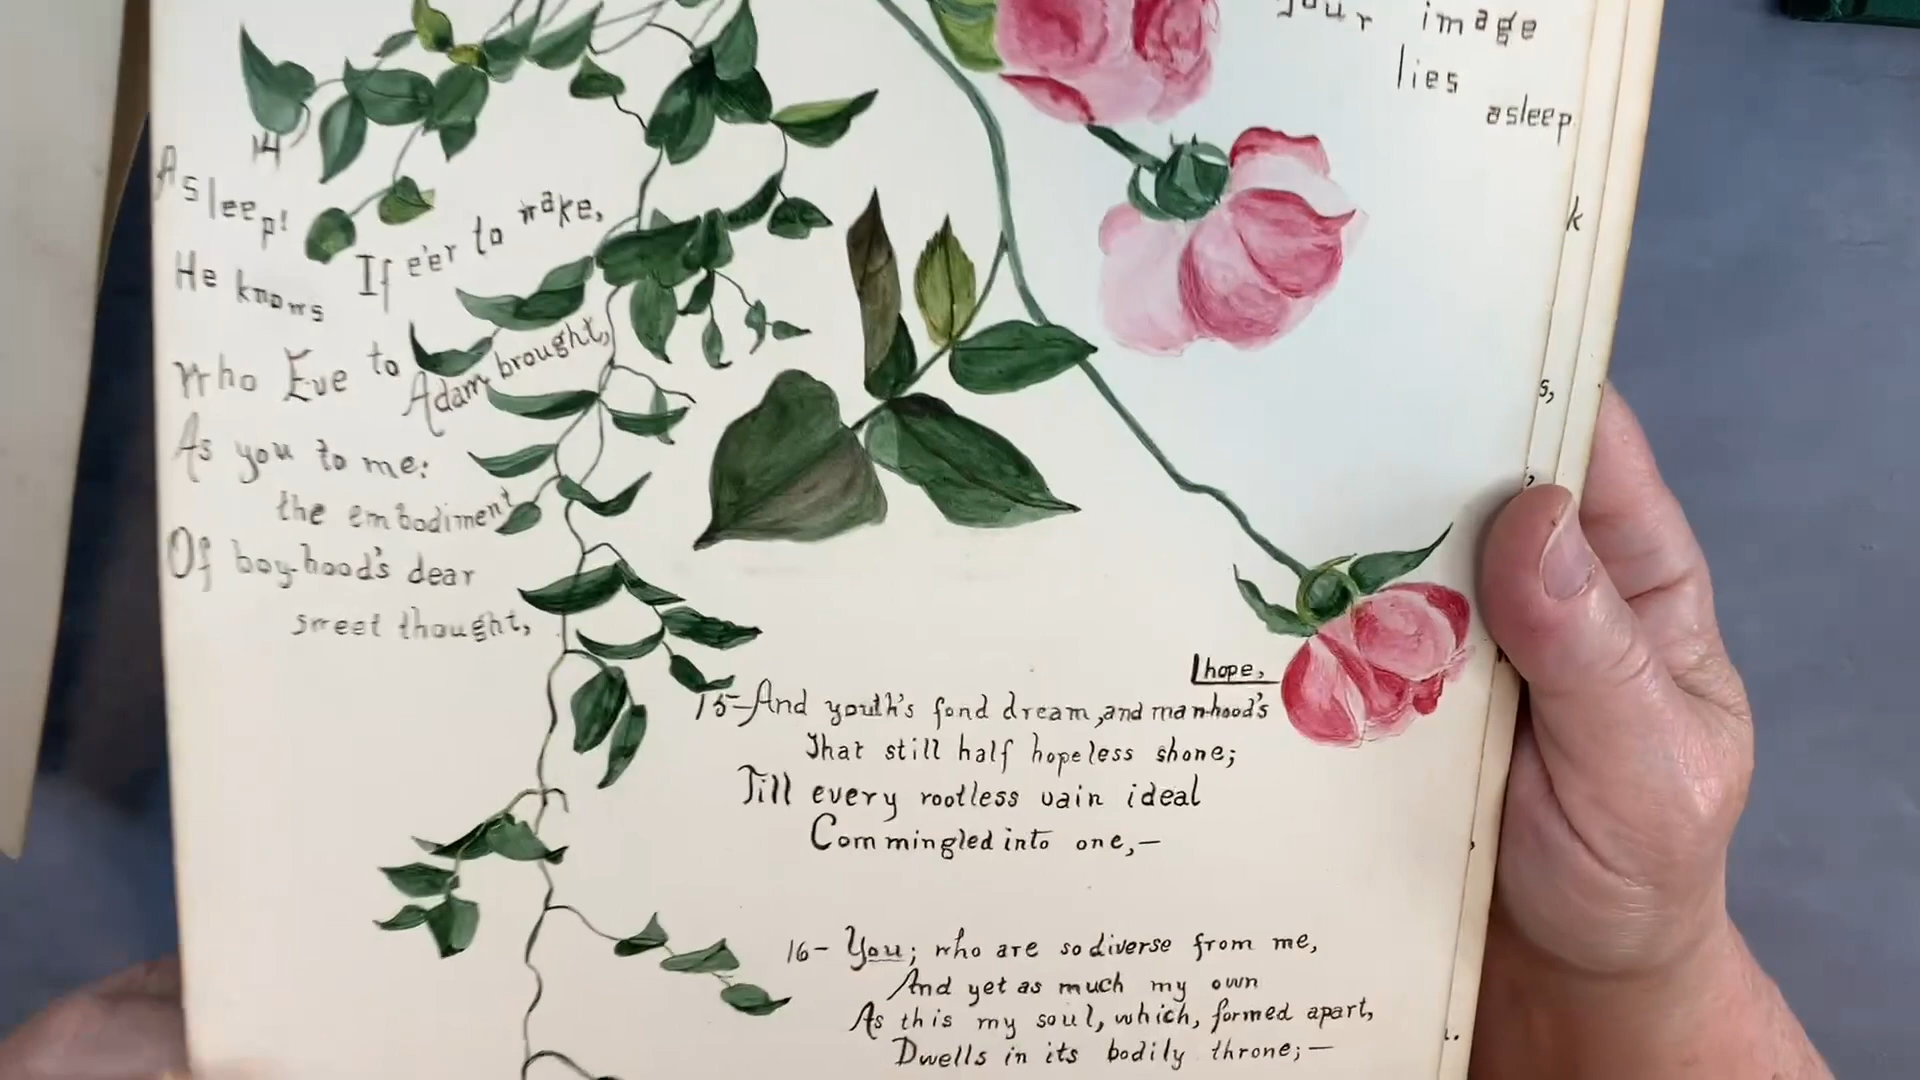 your image
lies
asleep
14
Asleep!
If e'er to wake,
He knows
Who Eve to Adam brought,
As you to me:
the embodiment
Of boy-hood's dear
sweet thought,
k
s,
hope,
15-And youth's fond dream, and man-hood's
That still half hopeless shone;
Till every rootless vain ideal
Commingled into one,—
16- You; who are so diverse from me,
And yet as much my own
As this my soul, which, formed apart,
Dwells in its bodily throne;—